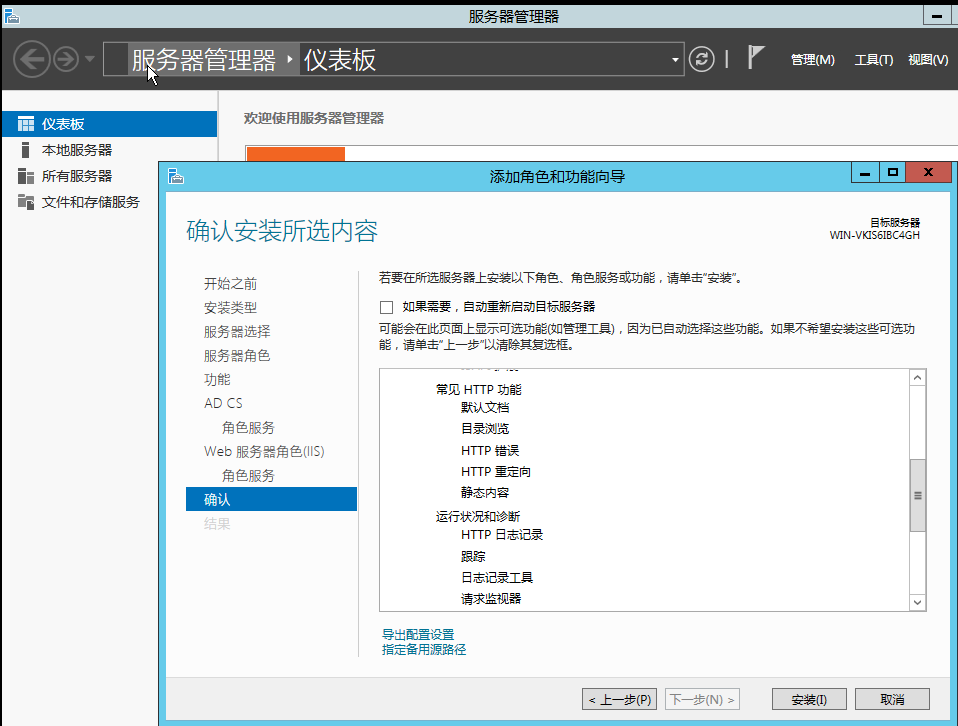 服务器管理器
服务器管理器 仪表板
管理(M) 工具(T) 视图(V)
仪表板
本地服务器
所有服务器
文件和存储服务
欢迎使用服务器管理器
添加角色和功能向导
确认安装所选内容
目标服务器
WIN-VKIS6IBC4GH
开始之前
安装类型
服务器选择
服务器角色
功能
AD CS
角色服务
Web 服务器角色(IIS)
角色服务
确认
结果
若要在所选服务器上安装以下角色、角色服务或功能，请单击“安装”。
如果需要，自动重新启动目标服务器
可能会在此页面上显示可选功能(如管理工具)，因为已自动选择这些功能。如果不希望安装这些可选功
能，请单击“上一步”以清除其复选框。
常见 HTTP 功能
默认文档
目录浏览
HTTP 错误
HTTP 重定向
静态内容
运行状况和诊断
HTTP 日志记录
跟踪
日志记录工具
请求监视器
导出配置设置
指定备用源路径
< 上一步(P) 下一步(N) > 安装(I) 取消